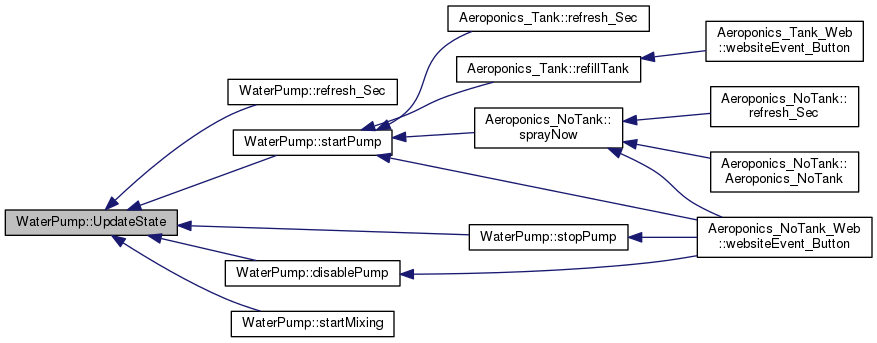 WaterPump::UpdateState
WaterPump::refresh_Sec
WaterPump::startPump
WaterPump::stopPump
WaterPump::disablePump
WaterPump::startMixing
Aeroponics_Tank::refresh_Sec
Aeroponics_Tank::refillTank
Aeroponics_NoTank::
sprayNow
Aeroponics_Tank_Web
::websiteEvent_Button
Aeroponics_NoTank::
refresh_Sec
Aeroponics_NoTank::
Aeroponics_NoTank
Aeroponics_NoTank_Web
::websiteEvent_Button